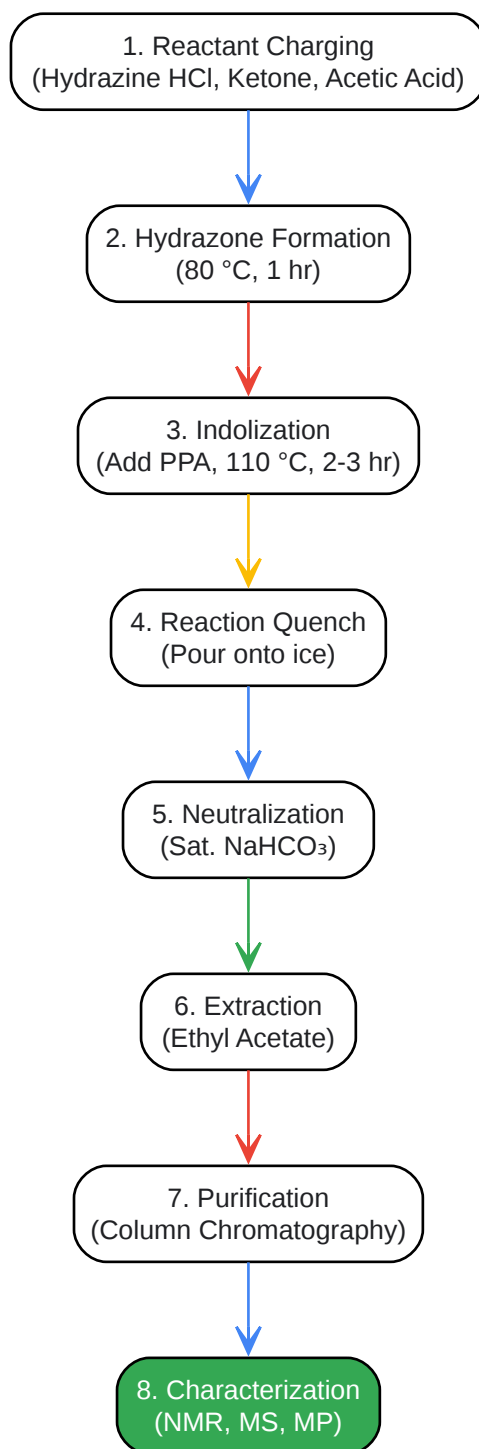 1. Reactant Charging
(Hydrazine HCl, Ketone, Acetic Acid)
2. Hydrazone Formation
(80 °C, 1 hr)
3. Indolization
(Add PPA, 110 °C, 2-3 hr)
4. Reaction Quench
(Pour onto ice)
5. Neutralization
(Sat. NaHCO₃)
6. Extraction
(Ethyl Acetate)
7. Purification
(Column Chromatography)
8. Characterization
(NMR, MS, MP)